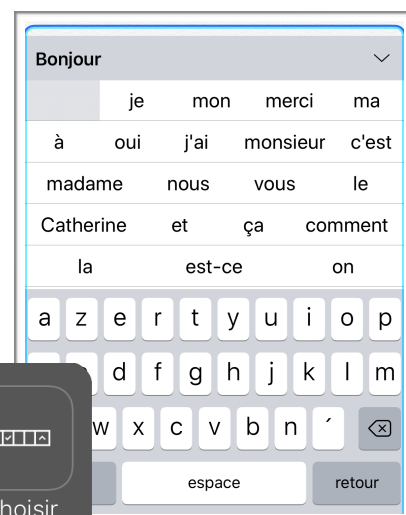 Bonjour
je mon merci ma
à oui j'ai monsieur c'est
madame nous vous le
Catherine et ça comment
la est-ce on
a z e r t y u i o p
d f g h j k l m
w x c v b n ´
espace retour
hoisir